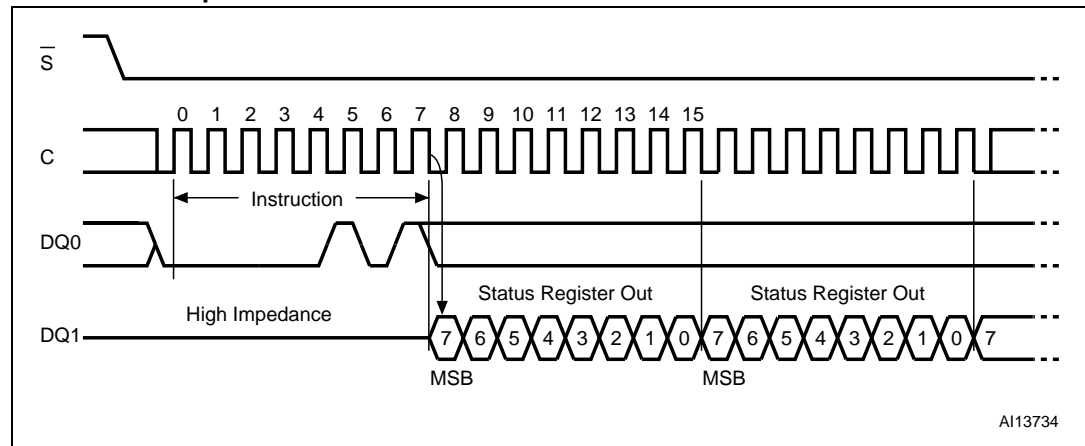 S
0 1 2 3 4 5 6 7 8 9 10 11 12 13 14 15
C
Instruction
DQ0
Status Register Out Status Register Out
High Impedance
DQ1 7 6 5 4 3 2 1 0 7 6 5 4 3 2 1 0 7
MSB MSB
AI13734